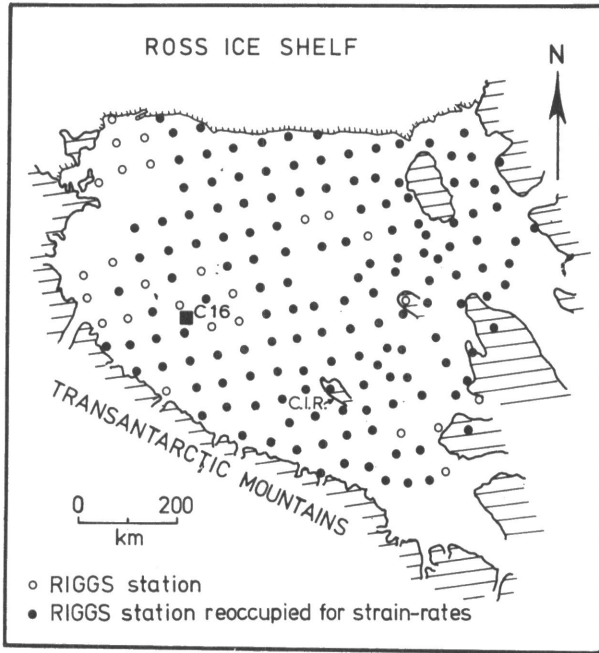 ROSS ICE SHELF
N
C16
C.I.R.
TRANSANTARCTIC MOUNTAINS
0 200
km
RIGGS station
RIGGS station reoccupied for strain-rates